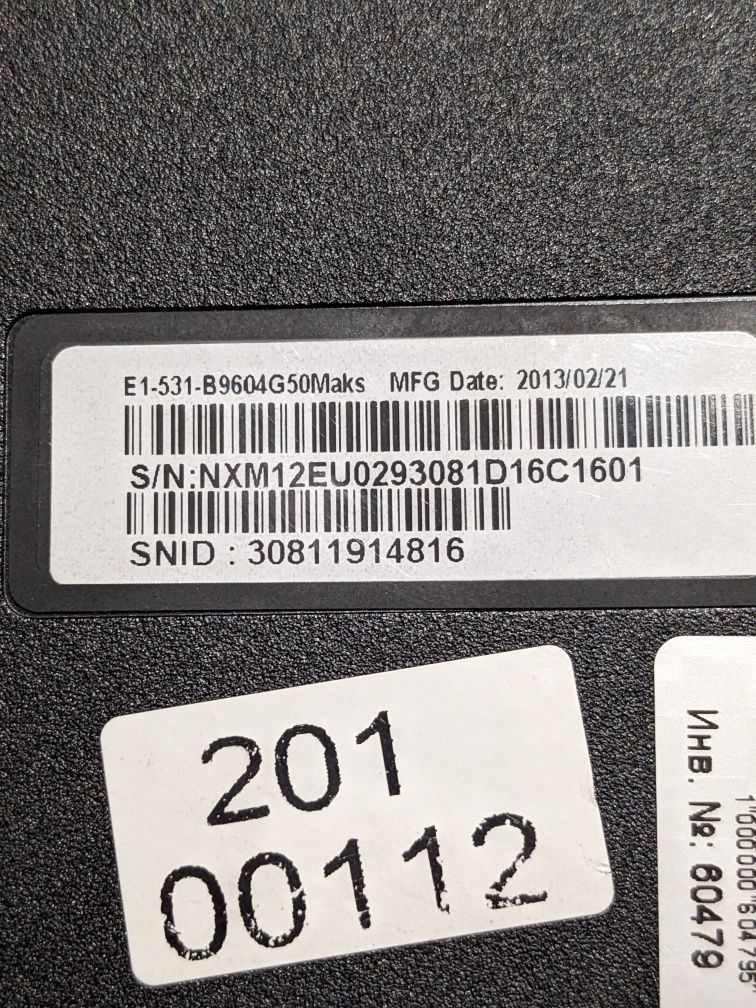 E1-531-B9604G50Maks MFG Date: 2013/02/21
S/N:NXM12EU0293081D16C1601
SNID : 30811914816
201
00112
Инв. №: 60479